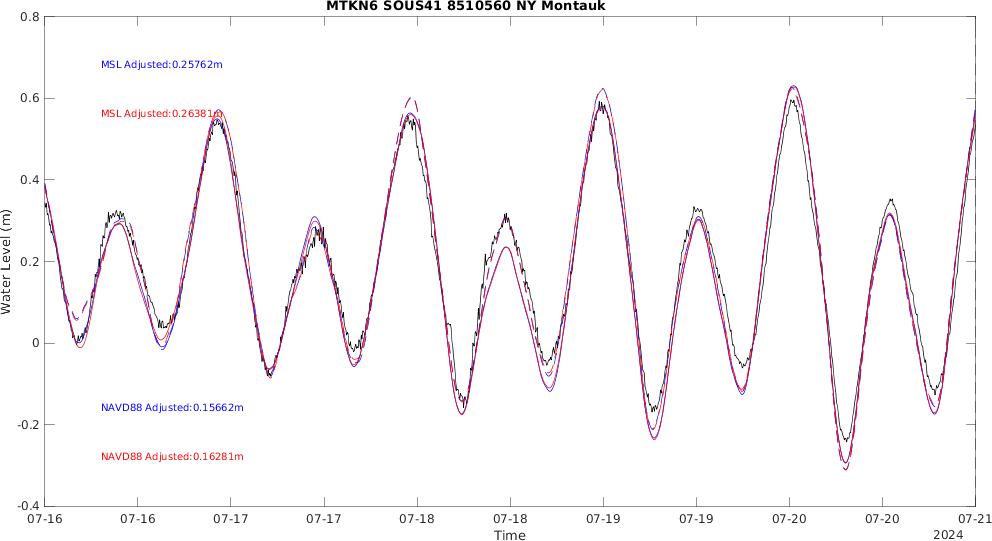 MTKN6 SOUS41 8510560 NY Montauk
0.8
0.6
0.4
0.2
0
-0.2
-0.4
Water Level (m)
MSL Adjusted:0.25762m
MSL Adjusted:0.26381m
NAVD88 Adjusted:0.15662m
NAVD88 Adjusted:0.16281m
07-16 07-16 07-17 07-17 07-18 07-18 07-19 07-19 07-20 07-20 07-21
Time
2024